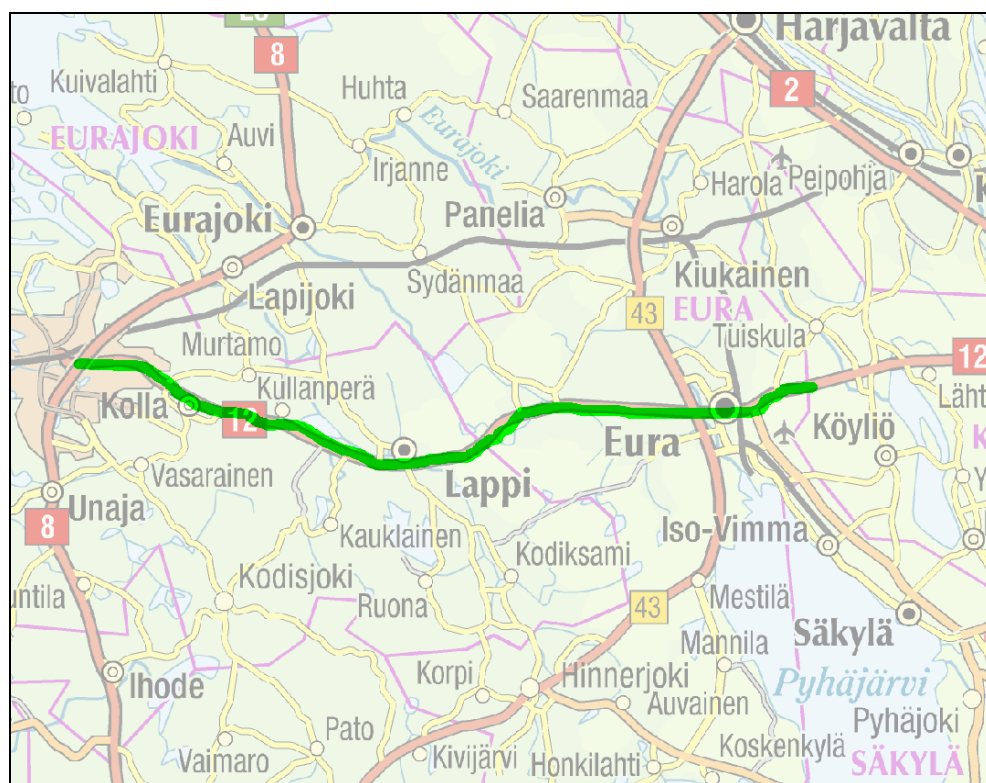 Harjavalta
8
2
Kuivalahti
Huhta
Saarenmaa
EURAJOKI
Auvi
Eurajoki
Irjanne
Harola
Peipohja
Eurajoki
Panelia
Sydänmaa
Kiukainen
Lapijoki
43
EURA
Tuiskula
Murtamo
12
Kullanperä
Kolla
12
Eura
Köyliö
Vasarainen
Lappi
Unaja
8
Kauklainen
Iso-Vimma
Kodisjoki
Kodiksami
Ruona
43
Mestilä
Säkylä
Mannila
Ihode
Korpi
Hinnerjoki
Pyhäjärvi
Auvainen
Pyhäjoki
Pato
Vaimaro
Kivijärvi
Honkilahti
Koskenkylä
SÄKYLÄ